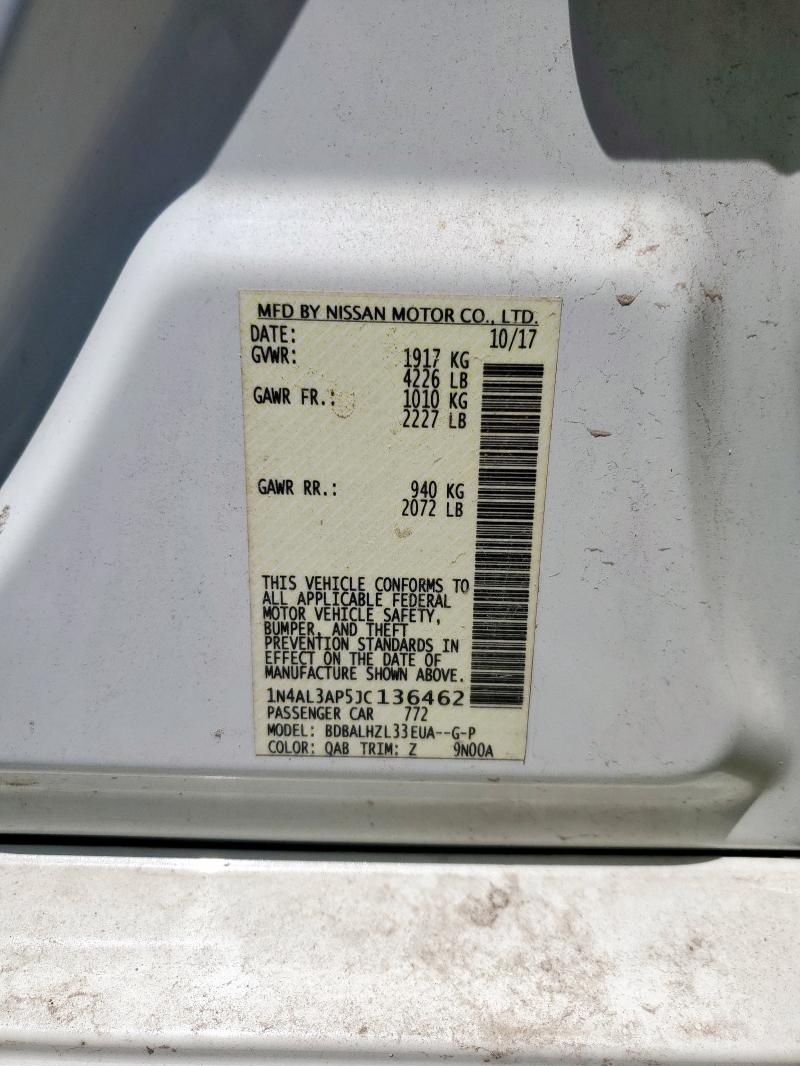 MFD BY NISSAN MOTOR CO., LTD.
DATE: 10/17
GVWR: 1917 KG
4226 LB
GAWR FR.: 1010 KG
2227 LB
GAWR RR.: 940 KG
2072 LB
THIS VEHICLE CONFORMS TO
ALL APPLICABLE FEDERAL
MOTOR VEHICLE SAFETY,
BUMPER, AND THEFT
PREVENTION STANDARDS IN
EFFECT ON THE DATE OF
MANUFACTURE SHOWN ABOVE.
1N4AL3AP5JC136462
PASSENGER CAR 772
MODEL: BDBALHZL33EUA--G-P
COLOR: QAB TRIM: Z 9N00A